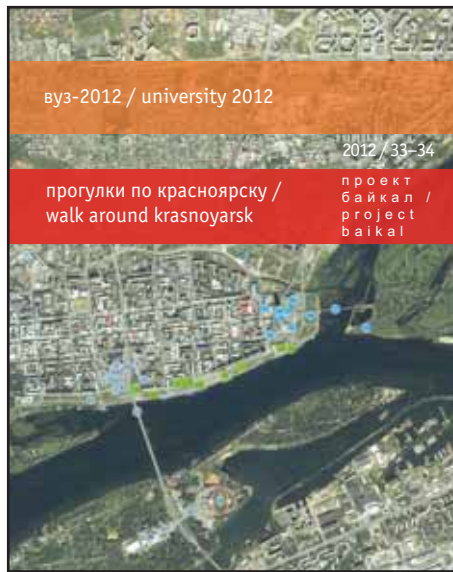 вуз-2012 / university 2012
2012 / 33–34
прогулки по красноярску /
walk around krasnoyarsk
проект
байкал /
project
baikal